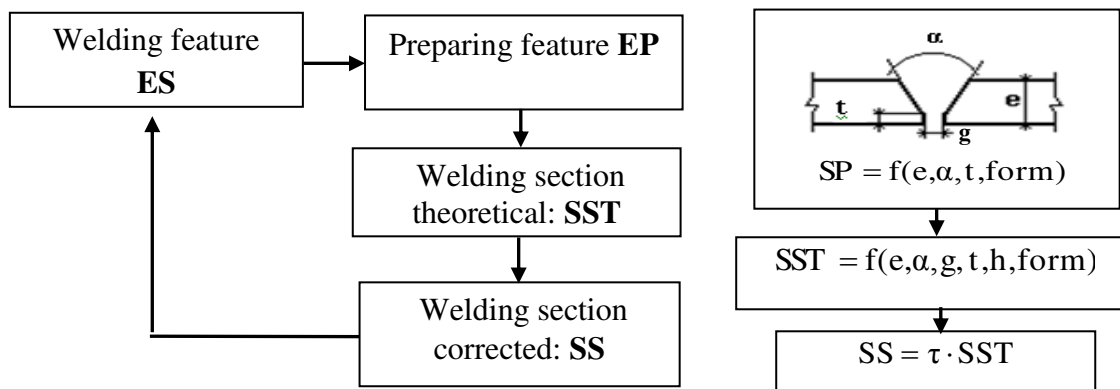 Welding feature
ES
Preparing feature EP
Welding section
theoretical: SST
Welding section
corrected: SS
α
e
t
g
SP = f(e,α,t,form)
SST = f(e,α,g,t,h,form)
SS = τ · SST